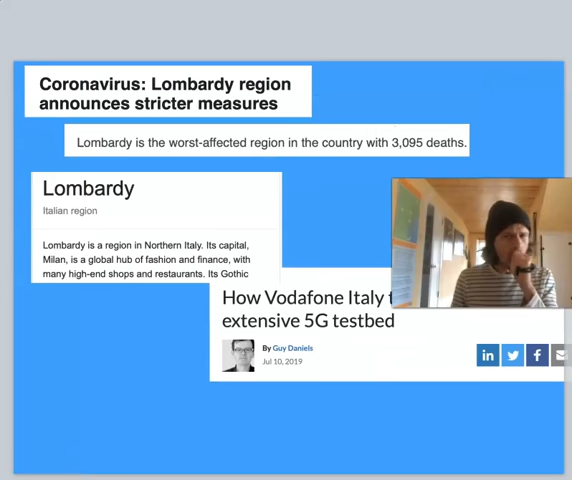 Coronavirus: Lombardy region
announces stricter measures
Lombardy is the worst-affected region in the country with 3,095 deaths.
Lombardy
Italian region
Lombardy is a region in Northern Italy. Its capital,
Milan, is a global hub of fashion and finance, with
many high-end shops and restaurants. Its Gothic
How Vodafone Italy
extensive 5G testbed
By Guy Daniels
Jul 10, 2019
in
f